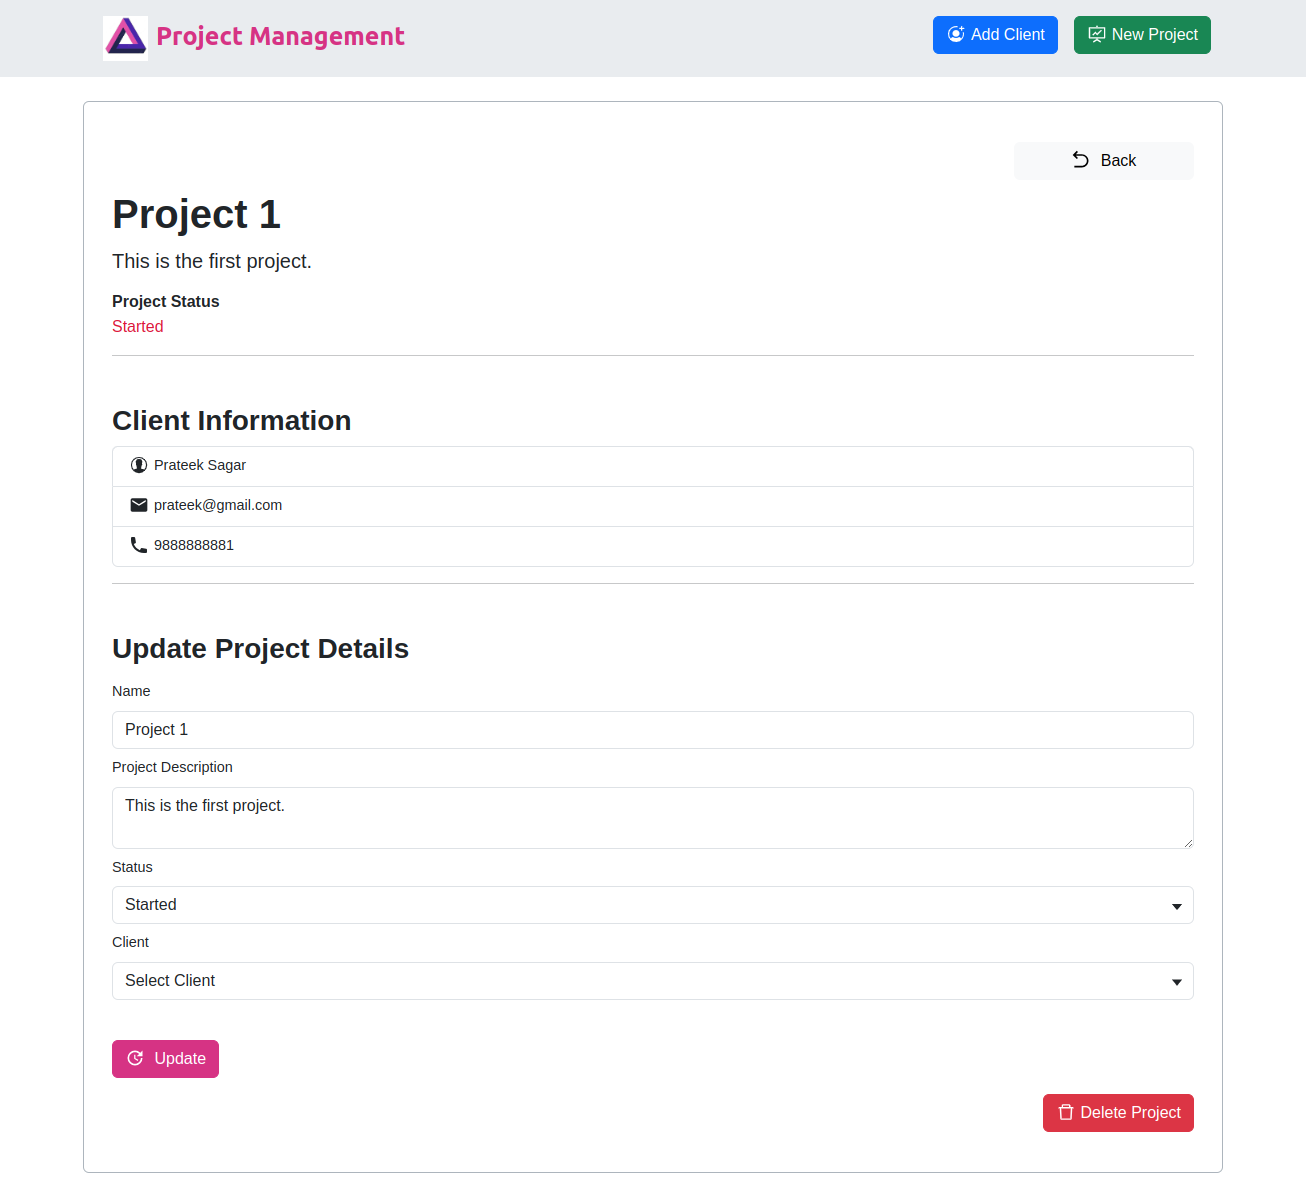 Project Management
Add Client
New Project
Back
Project 1
This is the first project.
Project Status
Started
Client Information
Prateek Sagar
prateek@gmail.com
9888888881
Update Project Details
Name
Project 1
Project Description
This is the first project.
Status
Started
Client
Select Client
Update
Delete Project